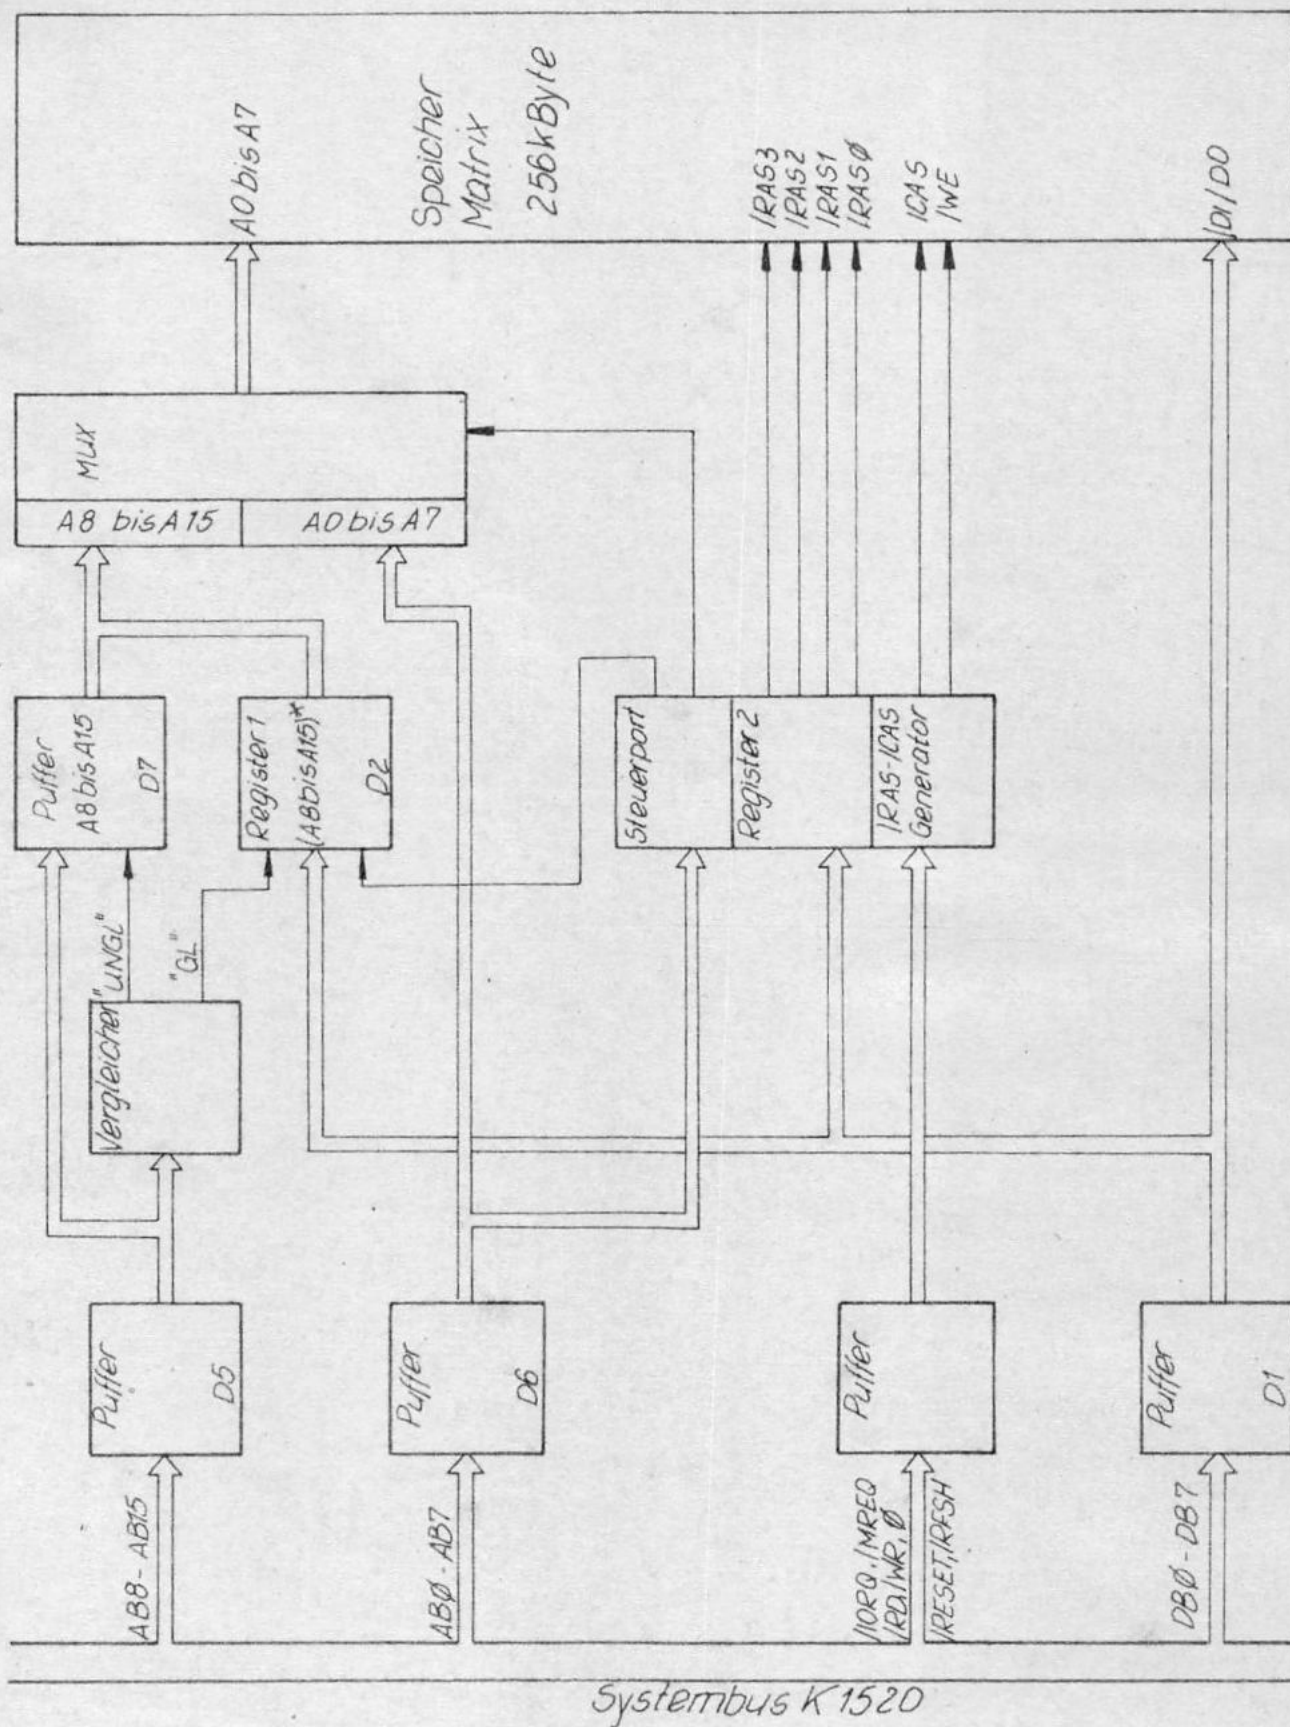 A0 bis A7
Speicher
Matrix
256kByte
/RAS3
/RAS2
/RAS1
/RASØ
/CAS
/WE
/DI/DO
MUX
A8 bis A15
A0 bis A7
Puffer
A8 bis A15
D7
Register 1
(A8 bis A15)*
D2
Steuerport
Register 2
/RAS-/CAS
Generator
Vergleicher
"UNGL"
"GL"
Puffer
D5
Puffer
D6
Puffer
Puffer
D1
AB8 - AB15
ABØ - AB7
/IORQ, /MREQ
/RD/WR, Ø
/RESET, /RFSH
DBØ - DB7
Systembus K 1520